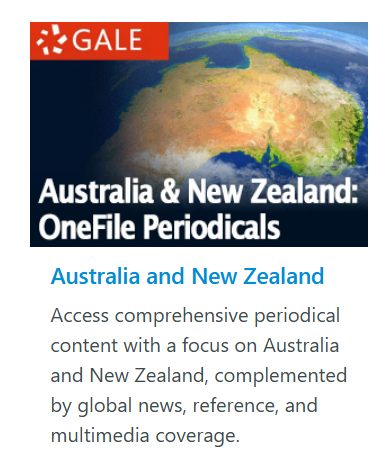 GALE
Australia & New Zealand:
OneFile Periodicals
Australia and New Zealand
Access comprehensive periodical
content with a focus on Australia
and New Zealand, complemented
by global news, reference, and
multimedia coverage.